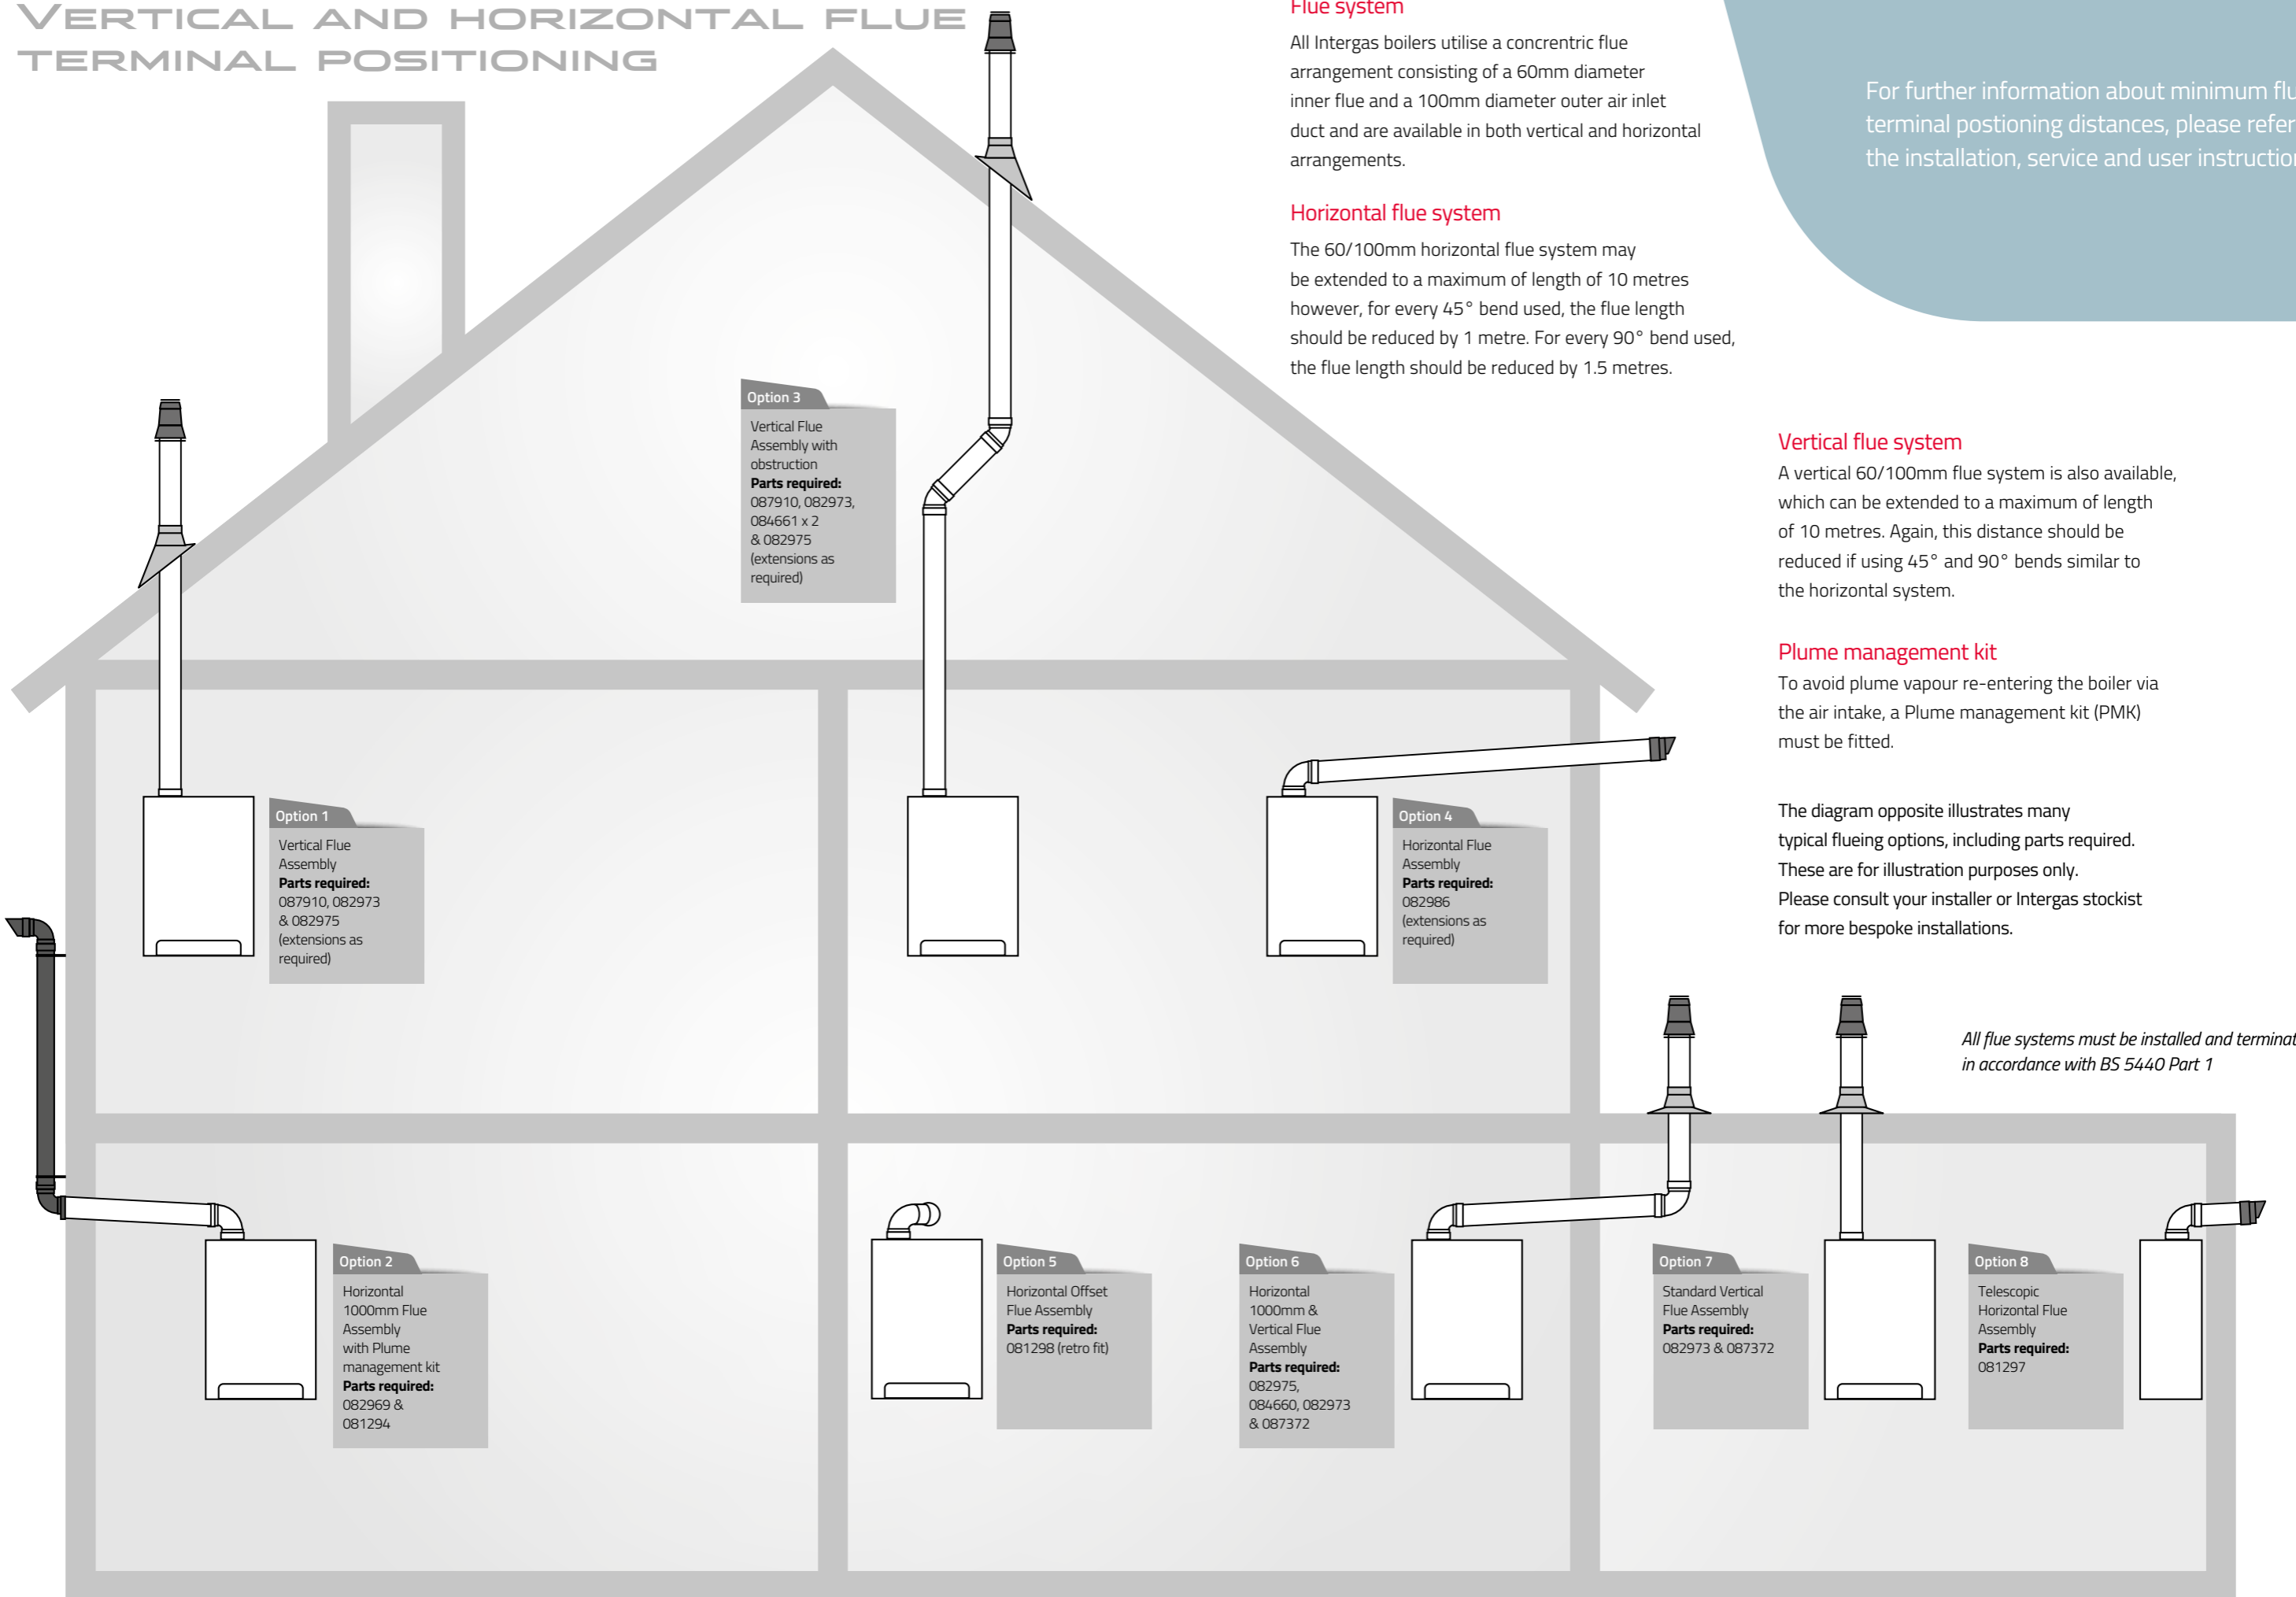 VERTICAL AND HORIZONTAL FLUE
TERMINAL POSITIONING
Flue system
All Intergas boilers utilise a concrentric flue
arrangement consisting of a 60mm diameter
inner flue and a 100mm diameter outer air inlet
duct and are available in both vertical and horizontal
arrangements.
Horizontal flue system
The 60/100mm horizontal flue system may
be extended to a maximum of length of 10 metres
however, for every 45° bend used, the flue length
should be reduced by 1 metre. For every 90° bend used,
the flue length should be reduced by 1.5 metres.
For further information about minimum flu
terminal postioning distances, please refer
the installation, service and user instruction
Vertical flue system
A vertical 60/100mm flue system is also available,
which can be extended to a maximum of length
of 10 metres. Again, this distance should be
reduced if using 45° and 90° bends similar to
the horizontal system.
Plume management kit
To avoid plume vapour re-entering the boiler via
the air intake, a Plume management kit (PMK)
must be fitted.
The diagram opposite illustrates many
typical flueing options, including parts required.
These are for illustration purposes only.
Please consult your installer or Intergas stockist
for more bespoke installations.
All flue systems must be installed and terminat
in accordance with BS 5440 Part 1
Option 3
Vertical Flue
Assembly with
obstruction
Parts required:
087910, 082973,
084661 x 2
& 082975
(extensions as
required)
Option 1
Vertical Flue
Assembly
Parts required:
087910, 082973
& 082975
(extensions as
required)
Option 4
Horizontal Flue
Assembly
Parts required:
082986
(extensions as
required)
Option 2
Horizontal
1000mm Flue
Assembly
with Plume
management kit
Parts required:
082969 &
081294
Option 5
Horizontal Offset
Flue Assembly
Parts required:
081298 (retro fit)
Option 6
Horizontal
1000mm &
Vertical Flue
Assembly
Parts required:
082975,
084660, 082973
& 087372
Option 7
Standard Vertical
Flue Assembly
Parts required:
082973 & 087372
Option 8
Telescopic
Horizontal Flue
Assembly
Parts required:
081297